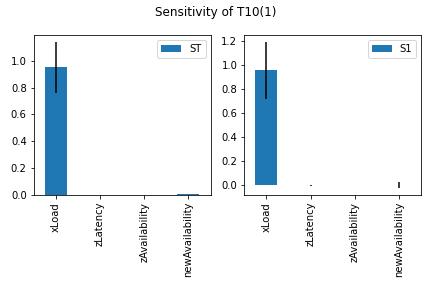 Sensitivity of T10(1)
ST
1.0
0.8
0.6
0.4
0.2
0.0
xLoad
zLatency
zAvailability
newAvailability
S1
1.2
1.0
0.8
0.6
0.4
0.2
0.0
xLoad
zLatency
zAvailability
newAvailability